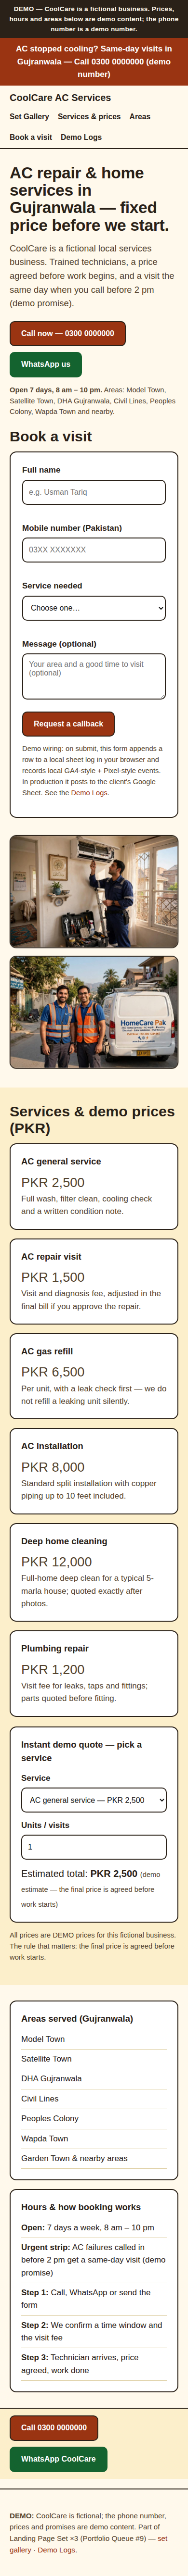 DEMO — CoolCare is a fictional business. Prices,
hours and areas below are demo content; the phone
number is a demo number.
AC stopped cooling? Same-day visits in
Gujranwala — Call 0300 0000000 (demo
number)
CoolCare AC Services
Set Gallery Services & prices Areas
Book a visit Demo Logs
AC repair & home
services in
Gujranwala — fixed
price before we start.
CoolCare is a fictional local services
business. Trained technicians, a price
agreed before work begins, and a visit the
same day when you call before 2 pm
(demo promise).
Call now — 0300 0000000
WhatsApp us
Open 7 days, 8 am – 10 pm. Areas: Model Town,
Satellite Town, DHA Gujranwala, Civil Lines, Peoples
Colony, Wapda Town and nearby.
Book a visit
Full name
e.g. Usman Tariq
Mobile number (Pakistan)
03XX XXXXXXX
Service needed
Choose one…
Message (optional)
Your area and a good time to visit
(optional)
Request a callback
Demo wiring: on submit, this form appends a
row to a local sheet log in your browser and
records local GA4-style + Pixel-style events.
In production it posts to the client's Google
Sheet. See the Demo Logs.
HomeCare Pak
Services & demo prices
(PKR)
AC general service
PKR 2,500
Full wash, filter clean, cooling check
and a written condition note.
AC repair visit
PKR 1,500
Visit and diagnosis fee, adjusted in the
final bill if you approve the repair.
AC gas refill
PKR 6,500
Per unit, with a leak check first — we do
not refill a leaking unit silently.
AC installation
PKR 8,000
Standard split installation with copper
piping up to 10 feet included.
Deep home cleaning
PKR 12,000
Full-home deep clean for a typical 5-
marla house; quoted exactly after
photos.
Plumbing repair
PKR 1,200
Visit fee for leaks, taps and fittings;
parts quoted before fitting.
Instant demo quote — pick a
service
Service
AC general service — PKR 2,500
Units / visits
1
Estimated total: PKR 2,500 (demo
estimate — the final price is agreed before
work starts)
All prices are DEMO prices for this fictional business.
The rule that matters: the final price is agreed before
work starts.
Areas served (Gujranwala)
Model Town
Satellite Town
DHA Gujranwala
Civil Lines
Peoples Colony
Wapda Town
Garden Town & nearby areas
Hours & how booking works
Open: 7 days a week, 8 am – 10 pm
Urgent strip: AC failures called in
before 2 pm get a same-day visit (demo
promise)
Step 1: Call, WhatsApp or send the
form
Step 2: We confirm a time window and
the visit fee
Step 3: Technician arrives, price
agreed, work done
Call 0300 0000000
WhatsApp CoolCare
DEMO: CoolCare is fictional; the phone number,
prices and promises are demo content. Part of
Landing Page Set ×3 (Portfolio Queue #9) — set
gallery · Demo Logs.